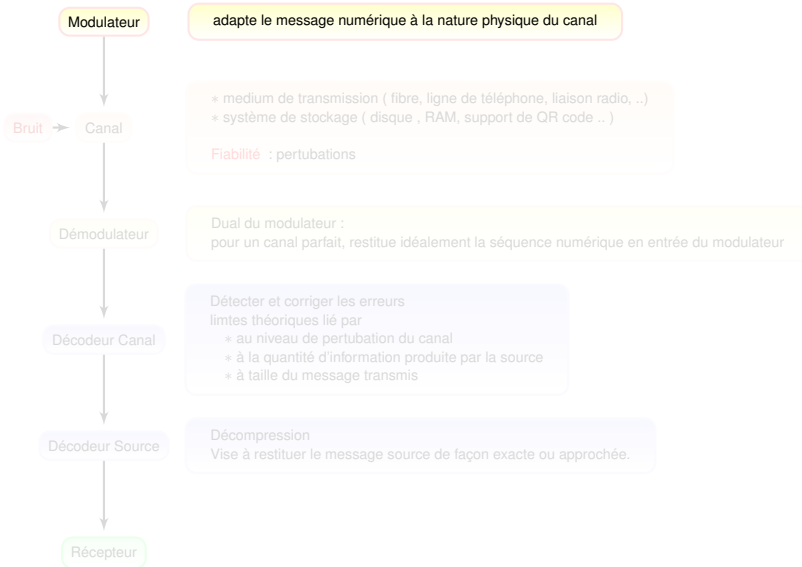 Modulateur
adapte le message numérique à la nature physique du canal
∗ medium de transmission ( fibre, ligne de téléphone, liaison radio, ..)
∗ système de stockage ( disque , RAM, support de QR code .. )
Bruit
Canal
Fiabilité : pertubations
Dual du modulateur :
Démodulateur
pour un canal parfait, restitue idéalement la séquence numérique en entrée du modulateur
Détecter et corriger les erreurs
limtes théoriques lié par
Décodeur Canal
∗ au niveau de pertubation du canal
∗ à la quantité d'information produite par la source
∗ à taille du message transmis
Décompression
Décodeur Source
Vise à restituer le message source de façon exacte ou approchée.
Récepteur